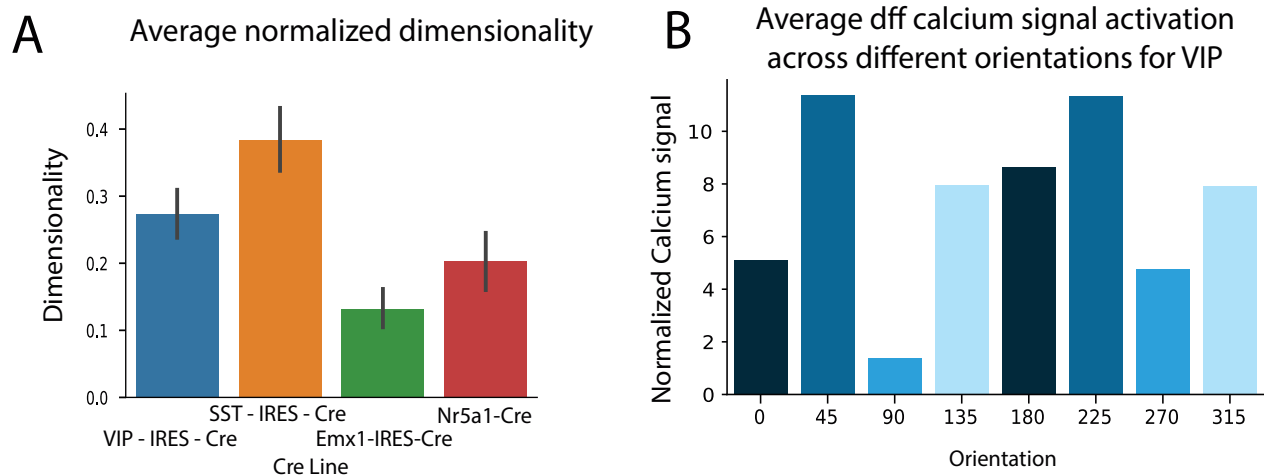 A
Average normalized dimensionality
Dimensionality
0.4
0.3
0.2
0.1
0.0
SST - IRES - Cre
Nr5a1-Cre
VIP - IRES - Cre
Emx1-IRES-Cre
Cre Line
B
Average dff calcium signal activation
across different orientations for VIP
Normalized Calcium signal
10
8
6
4
2
0
0 45 90 135 180 225 270 315
Orientation